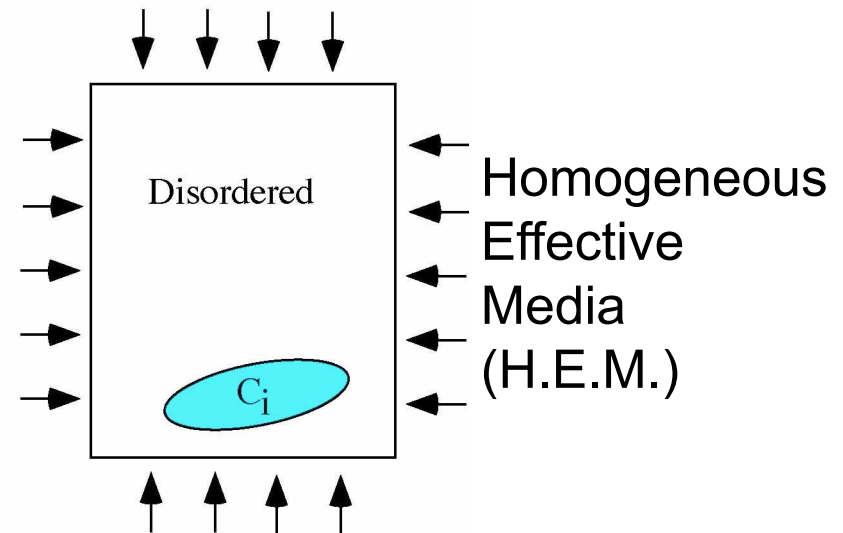 Disordered
Homogeneous
Effective
Media
(H.E.M.)
Ci